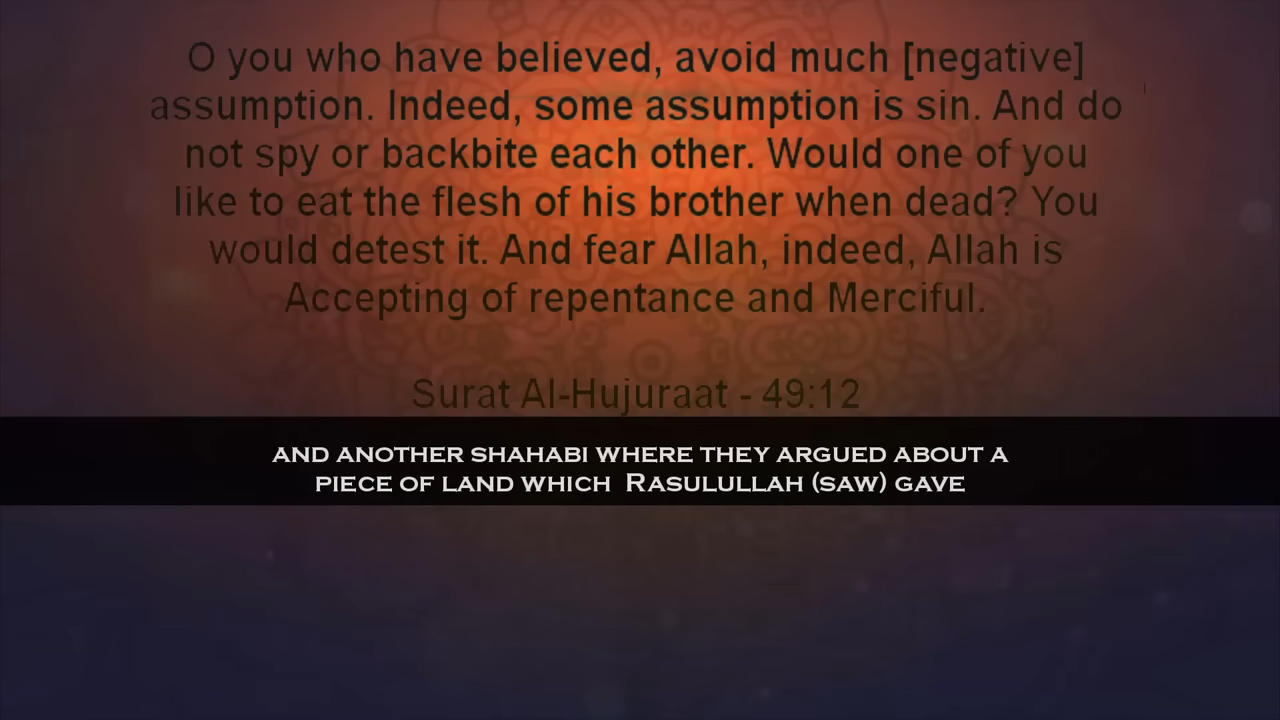 O you who have believed, avoid much [negative]
assumption. Indeed, some assumption is sin. And do
not spy or backbite each other. Would one of you
like to eat the flesh of his brother when dead? You
would detest it. And fear Allah, indeed, Allah is
Accepting of repentance and Merciful.
Surat Al-Hujuraat - 49:12
AND ANOTHER SHAHABI WHERE THEY ARGUED ABOUT A
PIECE OF LAND WHICH RASULULLAH (SAW) GAVE